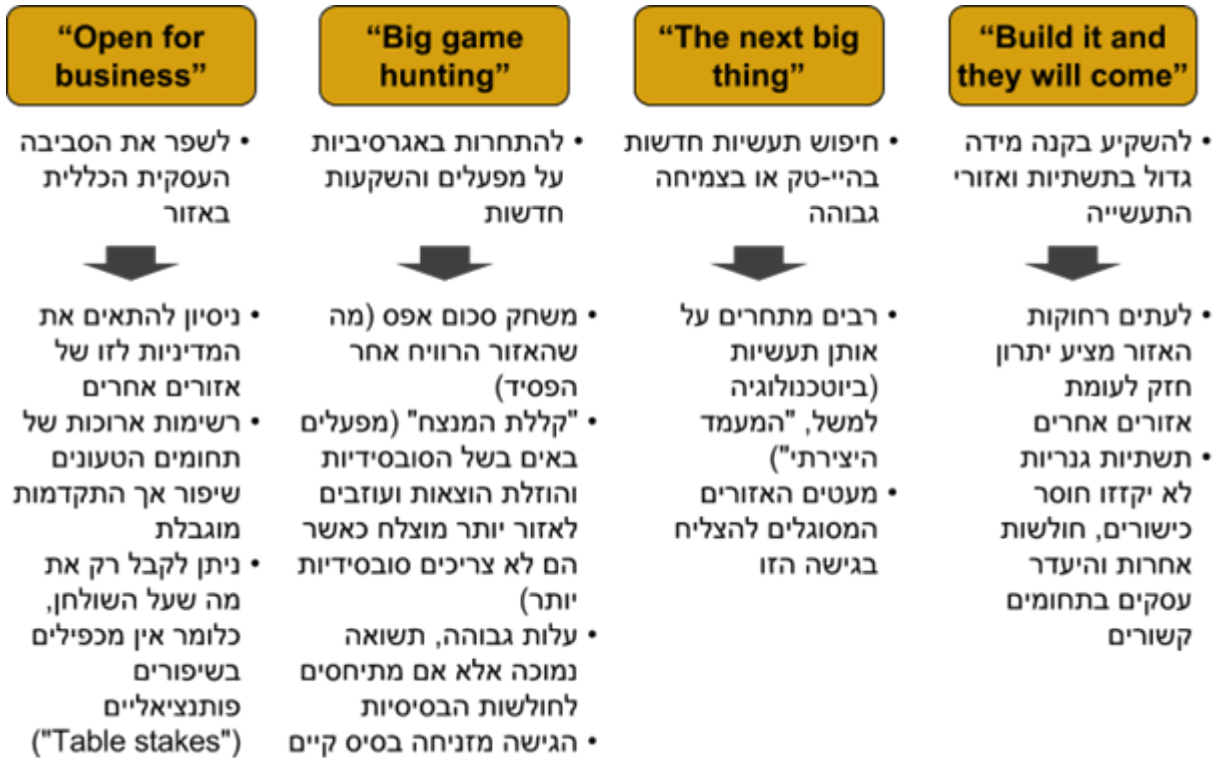 “Open for
business”
• לשפר את הסביבה
העסקית הכללית
באזור
• ניסיון להתאים את
המדיניות לזו של
אזורים אחרים
• רשימות ארוכות של
תחומים הטעונים
שיפור אך התקדמות
מוגבלת
• ניתן לקבל רק את
מה שעל השולחן,
כלומר אין מכפילים
בשיפורים
פותנציאליים
("Table stakes")
“Big game
hunting”
• להתחרות באגרסיביות
על מפעלים והשקעות
חדשות
• משחק סכום אפס (מה
שהאזור הרוויח אחר
הפסיד)
• "קללת המנצח" (מפעלים
באים בשל הסובסידיות
והוזלת הוצאות ועוזבים
לאזור יותר מוצלח כאשר
הם לא צריכים סובסידיות
יותר)
• עלות גבוהה, תשואה
נמוכה אלא אם מתיחסים
לחולשות הבסיסיות
• הגישה מזניחה בסיס קיים
“The next big
thing”
• חיפוש תעשיות חדשות
בהיי-טק או בצמיחה
גבוהה
• רבים מתחרים על
אותן תעשיות
(ביוטכנולוגיה
למשל, "המעמד
היצירתי")
• מעטים האזורים
המסוגלים להצליח
בגישה הזו
“Build it and
they will come”
• להשקיע בקנה מידה
גדול בתשתיות ואזורי
התעשייה
• לעתים רחוקות
האזור מציע יתרון
חזק לעומת
אזורים אחרים
• תשתיות גנריות
לא יקזזו חוסר
כישורים, חולשות
אחרות והיעדר
עסקים בתחומים
קשורים